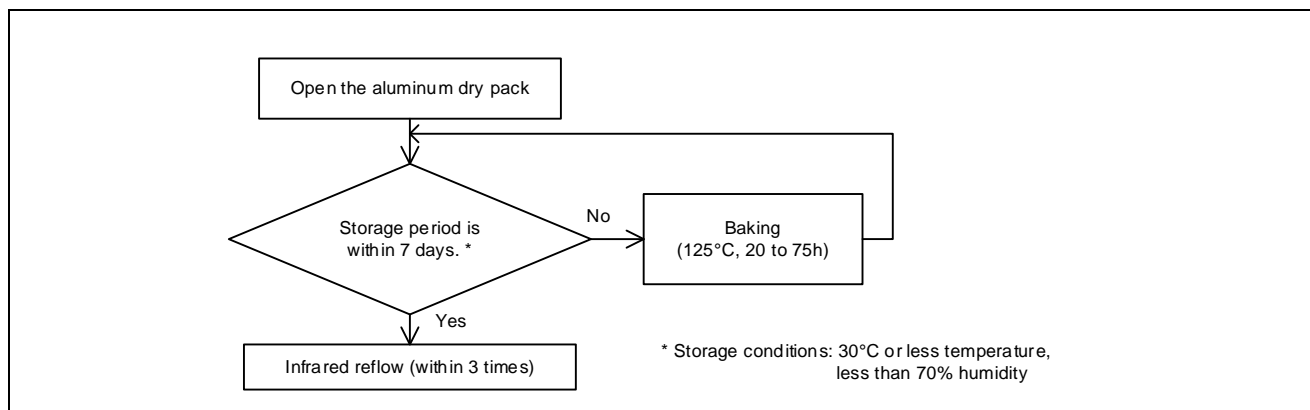 Open the aluminum dry pack
Storage period is
within 7 days. *
No
Baking
(125°C, 20 to 75h)
Yes
Infrared reflow (within 3 times)
* Storage conditions: 30°C or less temperature,
less than 70% humidity